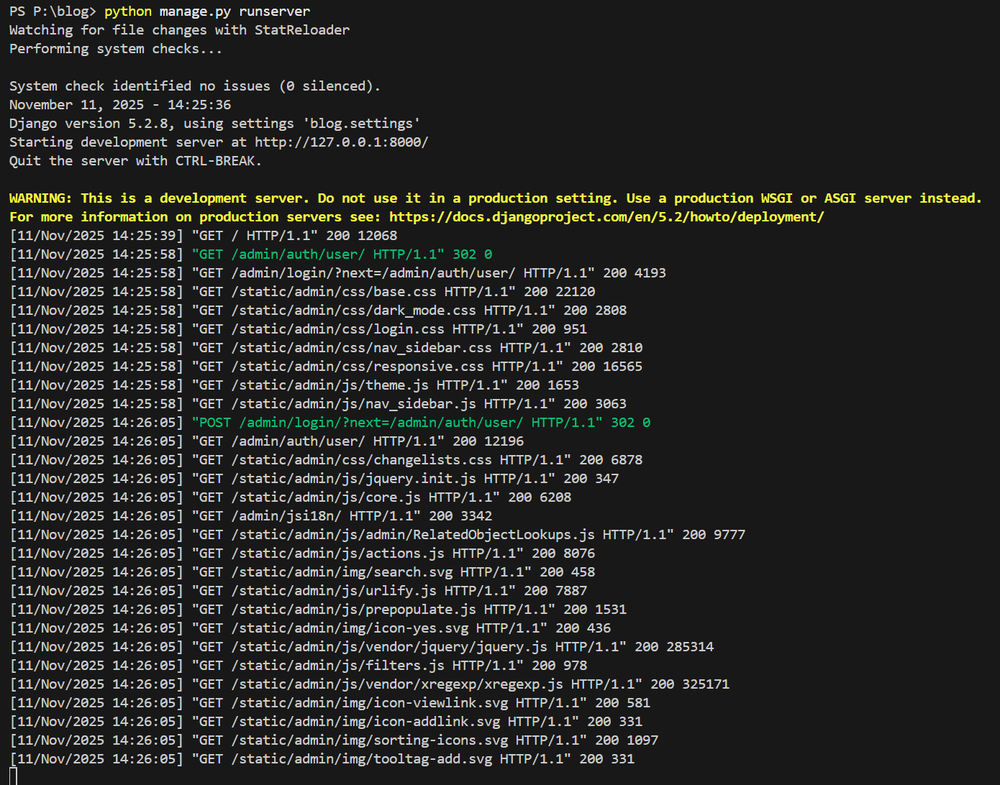 PS P:\blog> python manage.py runserver
Watching for file changes with StatReloader
Performing system checks...

System check identified no issues (0 silenced).
November 11, 2025 - 14:25:36
Django version 5.2.8, using settings 'blog.settings'
Starting development server at http://127.0.0.1:8000/
Quit the server with CTRL-BREAK.

WARNING: This is a development server. Do not use it in a production setting. Use a production WSGI or ASGI server instead.
For more information on production servers see: https://docs.djangoproject.com/en/5.2/howto/deployment/
[11/Nov/2025 14:25:39] "GET / HTTP/1.1" 200 12068
[11/Nov/2025 14:25:58] "GET /admin/auth/user/ HTTP/1.1" 302 0
[11/Nov/2025 14:25:58] "GET /admin/login/?next=/admin/auth/user/ HTTP/1.1" 200 4193
[11/Nov/2025 14:25:58] "GET /static/admin/css/base.css HTTP/1.1" 200 22120
[11/Nov/2025 14:25:58] "GET /static/admin/css/dark_mode.css HTTP/1.1" 200 2808
[11/Nov/2025 14:25:58] "GET /static/admin/css/login.css HTTP/1.1" 200 951
[11/Nov/2025 14:25:58] "GET /static/admin/css/nav_sidebar.css HTTP/1.1" 200 2810
[11/Nov/2025 14:25:58] "GET /static/admin/css/responsive.css HTTP/1.1" 200 16565
[11/Nov/2025 14:25:58] "GET /static/admin/js/theme.js HTTP/1.1" 200 1653
[11/Nov/2025 14:25:58] "GET /static/admin/js/nav_sidebar.js HTTP/1.1" 200 3063
[11/Nov/2025 14:26:05] "POST /admin/login/?next=/admin/auth/user/ HTTP/1.1" 302 0
[11/Nov/2025 14:26:05] "GET /admin/auth/user/ HTTP/1.1" 200 12196
[11/Nov/2025 14:26:05] "GET /static/admin/css/changelists.css HTTP/1.1" 200 6878
[11/Nov/2025 14:26:05] "GET /static/admin/js/jquery.init.js HTTP/1.1" 200 347
[11/Nov/2025 14:26:05] "GET /static/admin/js/core.js HTTP/1.1" 200 6208
[11/Nov/2025 14:26:05] "GET /admin/jsi18n/ HTTP/1.1" 200 3342
[11/Nov/2025 14:26:05] "GET /static/admin/js/admin/RelatedObjectLookups.js HTTP/1.1" 200 9777
[11/Nov/2025 14:26:05] "GET /static/admin/js/actions.js HTTP/1.1" 200 8076
[11/Nov/2025 14:26:05] "GET /static/admin/img/search.svg HTTP/1.1" 200 458
[11/Nov/2025 14:26:05] "GET /static/admin/js/urlify.js HTTP/1.1" 200 7887
[11/Nov/2025 14:26:05] "GET /static/admin/js/prepopulate.js HTTP/1.1" 200 1531
[11/Nov/2025 14:26:05] "GET /static/admin/img/icon-yes.svg HTTP/1.1" 200 436
[11/Nov/2025 14:26:05] "GET /static/admin/js/vendor/jquery/jquery.js HTTP/1.1" 200 285314
[11/Nov/2025 14:26:05] "GET /static/admin/js/filters.js HTTP/1.1" 200 978
[11/Nov/2025 14:26:05] "GET /static/admin/js/vendor/xregexp/xregexp.js HTTP/1.1" 200 325171
[11/Nov/2025 14:26:05] "GET /static/admin/img/icon-viewlink.svg HTTP/1.1" 200 581
[11/Nov/2025 14:26:05] "GET /static/admin/img/icon-addlink.svg HTTP/1.1" 200 331
[11/Nov/2025 14:26:05] "GET /static/admin/img/sorting-icons.svg HTTP/1.1" 200 1097
[11/Nov/2025 14:26:05] "GET /static/admin/img/tooltag-add.svg HTTP/1.1" 200 331